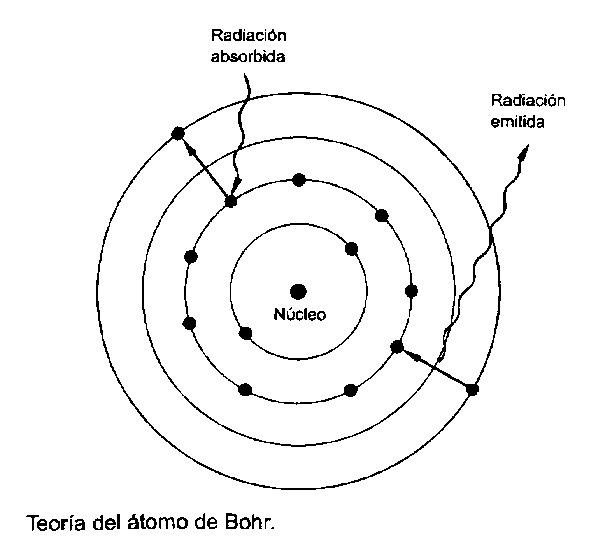 Radiación
absorbida
Radiación
emitida
Núcleo
Teoría del átomo de Bohr.